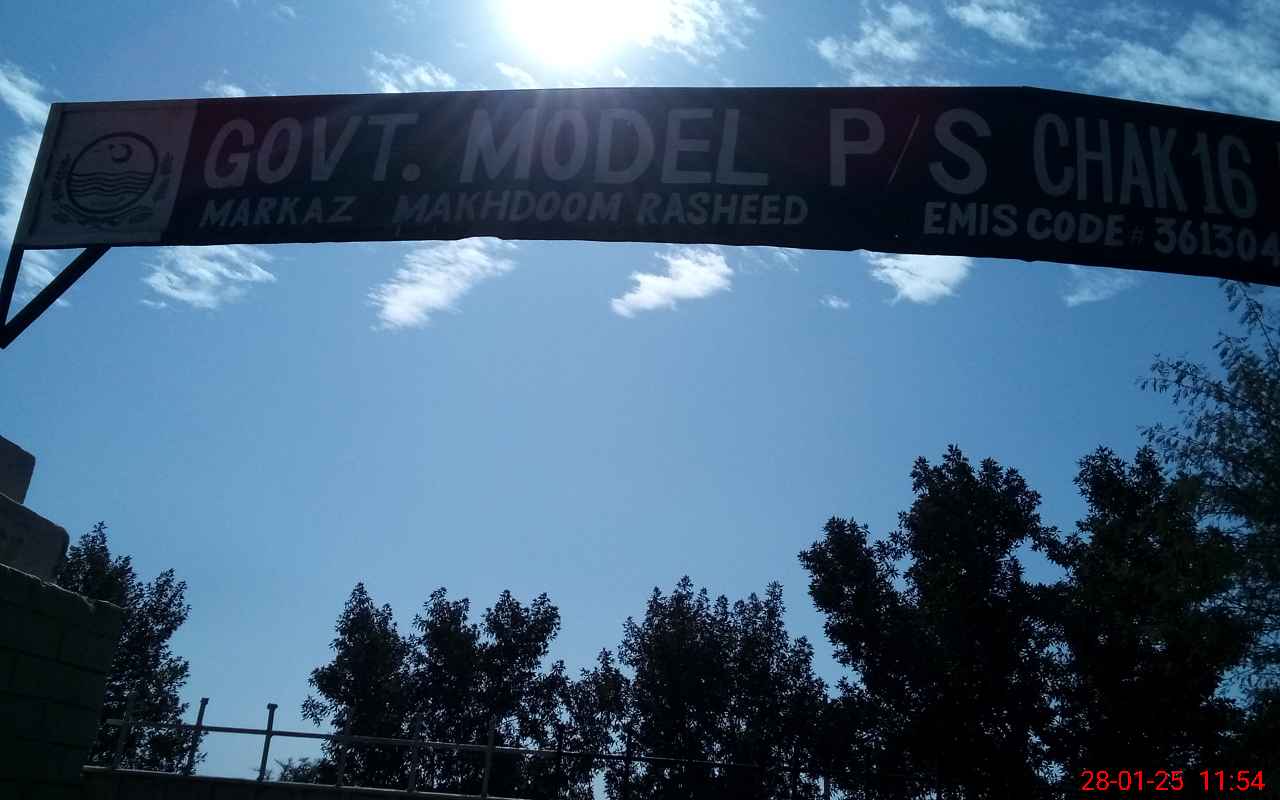 GOVT. MODEL P/S CHAK 16
MARKAZ MAKHDOOM RASHEED
EMIS CODE # 361304
28-01-25 11:54